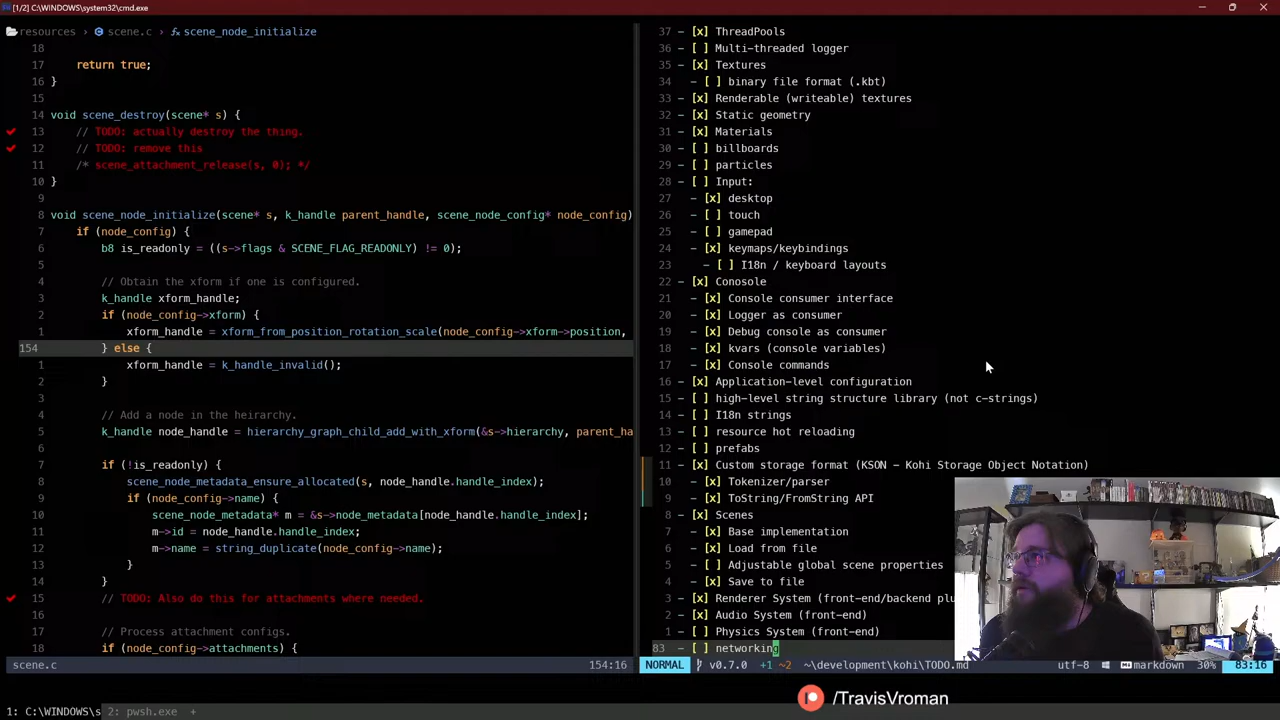 [1/2] C:\WINDOWS\system32\cmd.exe
resources > scene.c > scene_node_initialize
18
17 return true;
16 }
15
14 void scene_destroy(scene* s) {
13 // TODO: actually destroy the thing.
12 // TODO: remove this
11 /* scene_attachment_release(s, 0); */
10 }
9
8 void scene_node_initialize(scene* s, k_handle parent_handle, scene_node_config* node_config)
7 if (node_config) {
6 b8 is_readonly = ((s->flags & SCENE_FLAG_READONLY) != 0);
5
4 // Obtain the xform if one is configured.
3 k_handle xform_handle;
2 if (node_config->xform) {
1 xform_handle = xform_from_position_rotation_scale(node_config->xform->position,
154 } else {
1 xform_handle = k_handle_invalid();
2 }
3
4 // Add a node in the heirarchy.
5 k_handle node_handle = hierarchy_graph_child_add_with_xform(&s->hierarchy, parent_ha
6
7 if (!is_readonly) {
8 scene_node_metadata_ensure_allocated(s, node_handle.handle_index);
9 if (node_config->name) {
10 scene_node_metadata* m = &s->node_metadata[node_handle.handle_index];
11 m->id = node_handle.handle_index;
12 m->name = string_duplicate(node_config->name);
13 }
14 }
15 // TODO: Also do this for attachments where needed.
16
17 // Process attachment configs.
18 if (node_config->attachments) {
scene.c 154:16
37 - [x] ThreadPools
36 - [ ] Multi-threaded logger
35 - [x] Textures
34 - [ ] binary file format (.kbt)
33 - [x] Renderable (writeable) textures
32 - [x] Static geometry
31 - [x] Materials
30 - [ ] billboards
29 - [ ] particles
28 - [ ] Input:
27 - [x] desktop
26 - [ ] touch
25 - [ ] gamepad
24 - [x] keymaps/keybindings
23 - [ ] I18n / keyboard layouts
22 - [x] Conosole
21 - [x] Console consumer interface
20 - [x] Logger as consumer
19 - [x] Debug console as consumer
18 - [x] kvars (console variables)
17 - [x] Console commands
16 - [x] Application-level configuration
15 - [ ] high-level string structure library (not c-strings)
14 - [ ] I18n strings
13 - [ ] resource hot reloading
12 - [ ] prefabs
11 - [x] Custom storage format (KSON - Kohi Storage Object Notation)
10 - [x] Tokenizer/parser
9 - [x] ToString/FromString API
8 - [x] Scenes
7 - [x] Base implementation
6 - [x] Load from file
5 - [ ] Adjustable global scene properties
4 - [x] Save to file
3 - [x] Renderer System (front-end/backend plu
2 - [x] Audio System (front-end)
1 - [ ] Physics System (front-end)
83 - [ ] networking
NORMAL v0.7.0 +1 ~2 ~\development\kohi\TODO.md utf-8 markdown 30% 83:16
/TravisVroman
1: C:\WINDOWS\s 2: pwsh.exe +